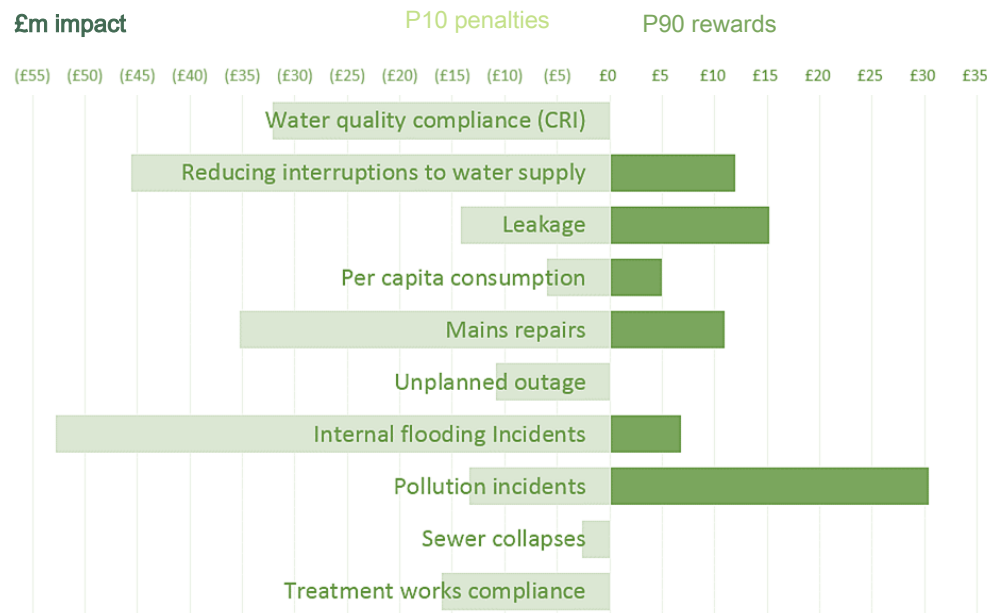 £m impact P10 penalties P90 rewards
(£55) (£50) (£45) (£40) (£35) (£30) (£25) (£20) (£15) (£10) (£5) £0 £5 £10 £15 £20 £25 £30 £35
Water quality compliance (CRI)
Reducing interruptions to water supply
Leakage
Per capita consumption
Mains repairs
Unplanned outage
Internal flooding Incidents
Pollution incidents
Sewer collapses
Treatment works compliance